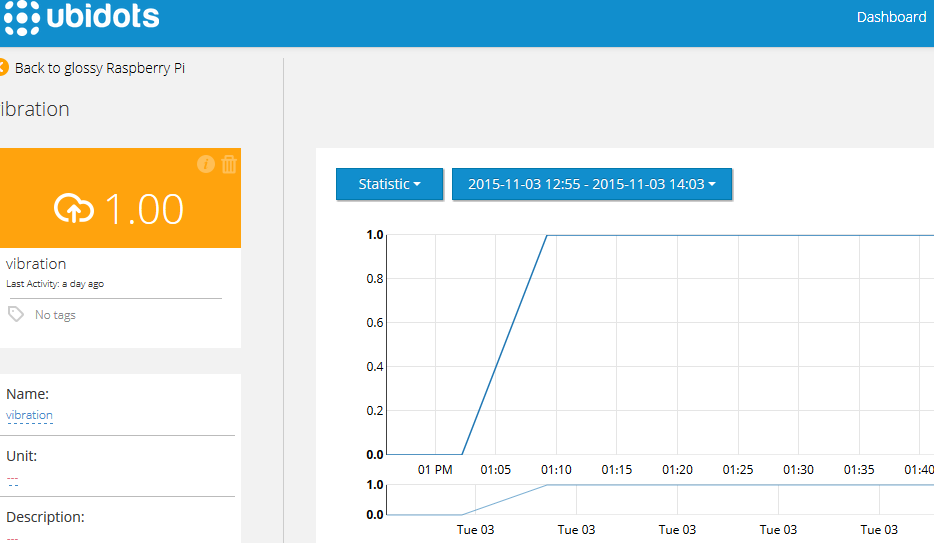 ubidots
Dashboard
Back to glossy Raspberry Pi
ibration
1.00
vibration
Last Activity: a day ago
No tags
Name:
vibration
Unit:
---
Description:
---
Statistic
2015-11-03 12:55 - 2015-11-03 14:03
1.0
0.8
0.6
0.4
0.2
0.0
01 PM 01:05 01:10 01:15 01:20 01:25 01:30 01:35 01:40
1.0
0.0
Tue 03 Tue 03 Tue 03 Tue 03 Tue 03